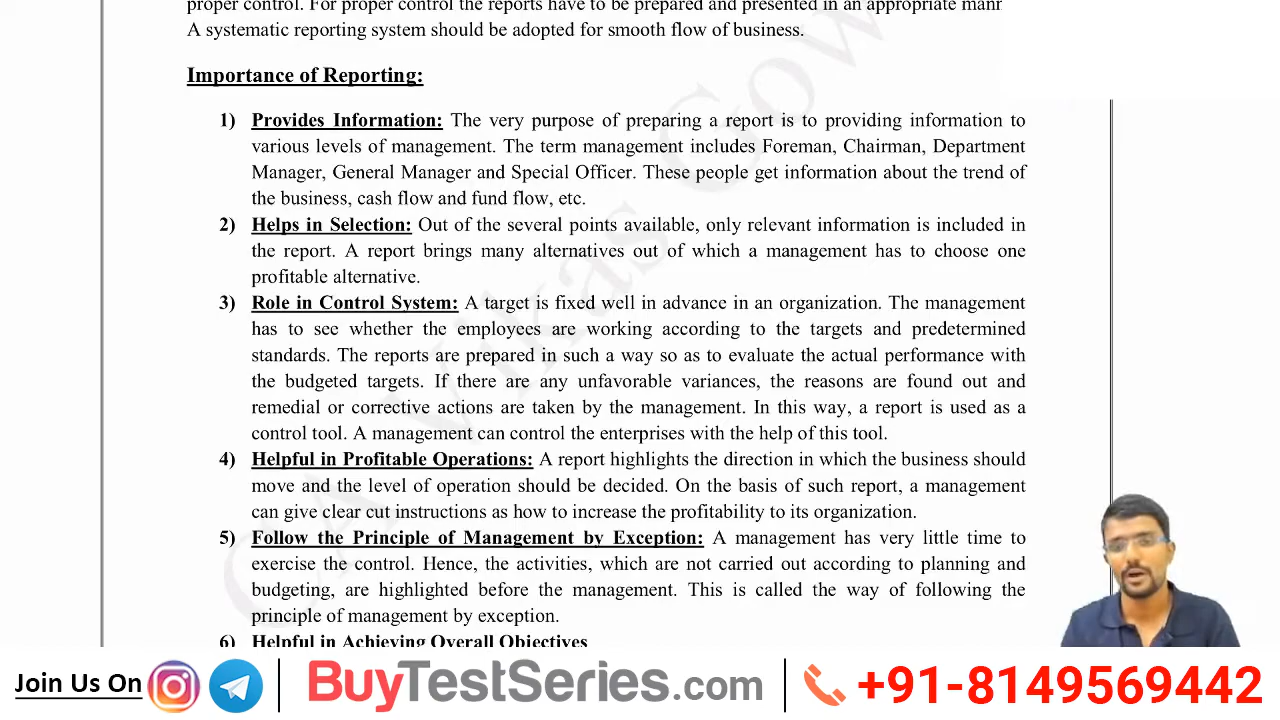 proper control. For proper control the reports have to be prepared and presented in an appropriate
A systematic reporting system should be adopted for smooth flow of business.
Importance of Reporting:
1) Provides Information: The very purpose of preparing a report is to providing information to
various levels of management. The term management includes Foreman, Chairman, Department
Manager, General Manager and Special Officer. These people get information about the trend of
the business, cash flow and fund flow, etc.
2) Helps in Selection: Out of the several points available, only relevant information is included in
the report. A report brings many alternatives out of which a management has to choose one
profitable alternative.
3) Role in Control System: A target is fixed well in advance in an organization. The management
has to see whether the employees are working according to the targets and predetermined
standards. The reports are prepared in such a way so as to evaluate the actual performance with
the budgeted targets. If there are any unfavorable variances, the reasons are found out and
remedial or corrective actions are taken by the management. In this way, a report is used as a
control tool. A management can control the enterprises with the help of this tool.
4) Helpful in Profitable Operations: A report highlights the direction in which the business should
move and the level of operation should be decided. On the basis of such report, a management
can give clear cut instructions as how to increase the profitability to its organization.
5) Follow the Principle of Management by Exception: A management has very little time to
exercise the control. Hence, the activities, which are not carried out according to planning and
budgeting, are highlighted before the management. This is called the way of following the
principle of management by exception.
6) Helpful in Achieving Overall Objectives
CA Vikas Gow
Join Us On
BuyTestSeries.com
+91-8149569442